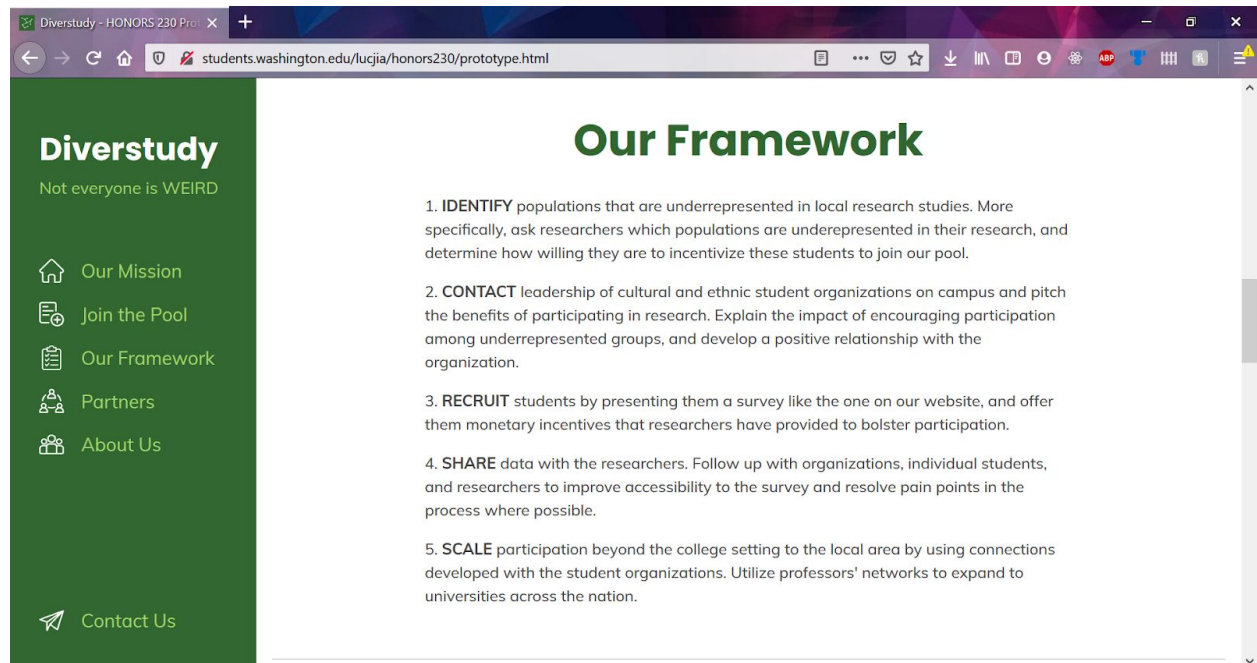 Diverstudy - HONORS 230 Prot
students.washington.edu/lucjia/honors230/prototype.html
ABP
Diverstudy
Not everyone is WEIRD
Our Mission
Join the Pool
Our Framework
Partners
About Us
Contact Us
Our Framework
1. IDENTIFY populations that are underrepresented in local research studies. More
specifically, ask researchers which populations are underepresented in their research, and
determine how willing they are to incentivize these students to join our pool.
2. CONTACT leadership of cultural and ethnic student organizations on campus and pitch
the benefits of participating in research. Explain the impact of encouraging participation
among underrepresented groups, and develop a positive relationship with the
organization.
3. RECRUIT students by presenting them a survey like the one on our website, and offer
them monetary incentives that researchers have provided to bolster participation.
4. SHARE data with the researchers. Follow up with organizations, individual students,
and researchers to improve accessibility to the survey and resolve pain points in the
process where possible.
5. SCALE participation beyond the college setting to the local area by using connections
developed with the student organizations. Utilize professors' networks to expand to
universities across the nation.